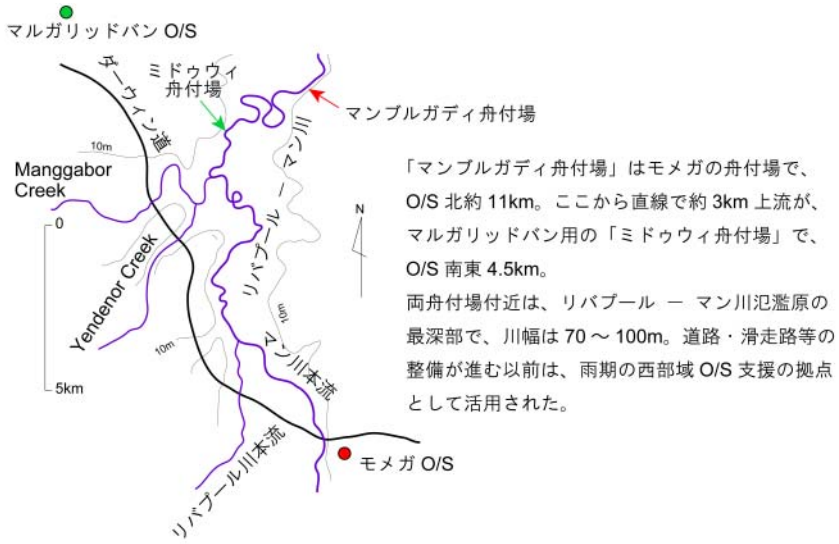 マルガリッドバン O/S
ダーウィン道
ミドゥウィ
舟付場
マンブルガディ舟付場
10m
Manggabor
Creek
リバプール － マン川
N
0
Yendenor Creek
10m
10m
5km
マン川本流
リバプール川本流
モメガ O/S
「マンブルガディ舟付場」はモメガの舟付場で、
O/S 北約 11km。ここから直線で約 3km 上流が、
マルガリッドバン用の「ミドゥウィ舟付場」で、
O/S 南東 4.5km。
両舟付場付近は、リバプール － マン川氾濫原の
最深部で、川幅は 70 ～ 100m。道路・滑走路等の
整備が進む以前は、雨期の西部域 O/S 支援の拠点
として活用された。